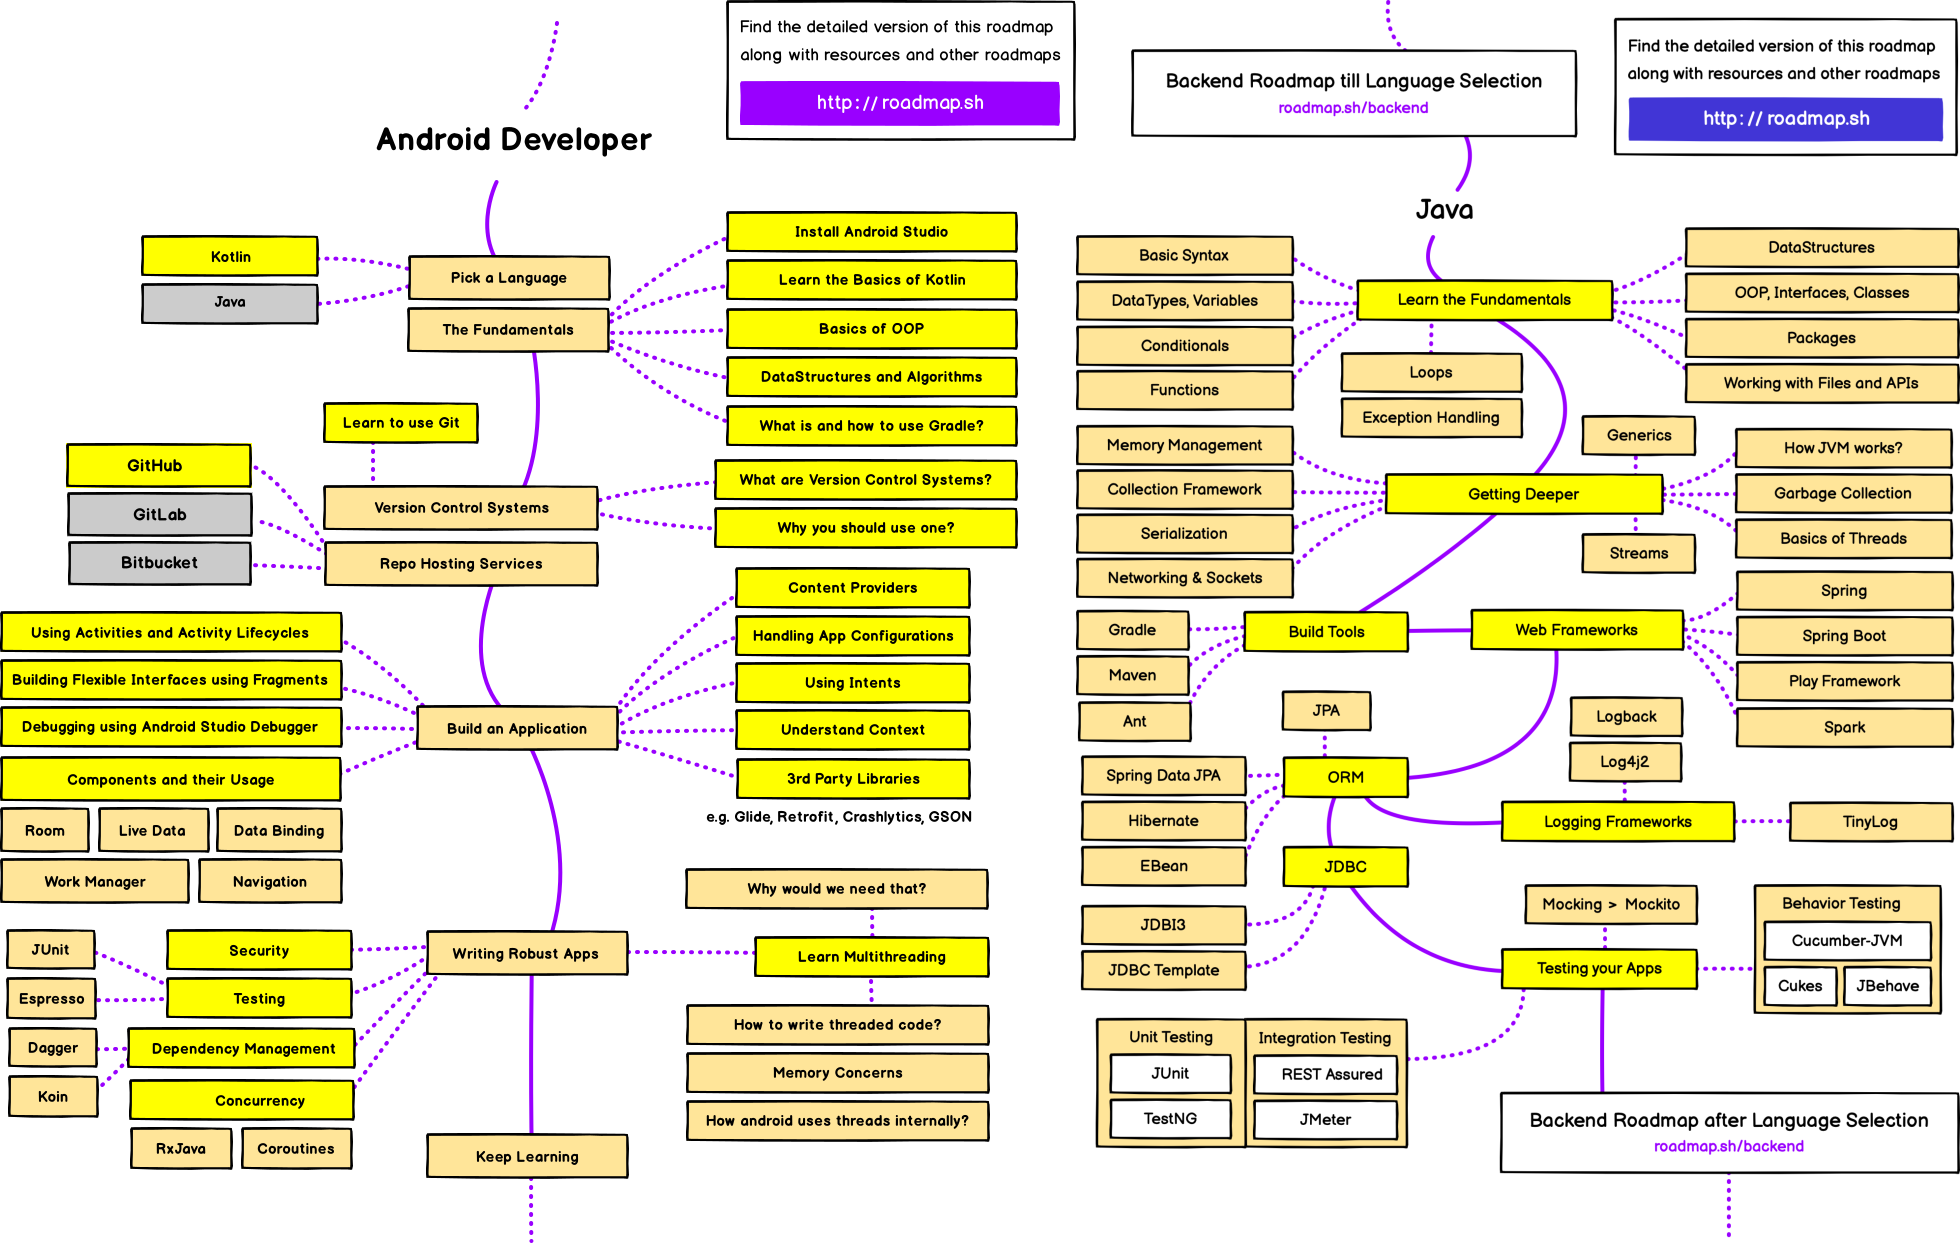 Find the detailed version of this roadmap
along with resources and other roadmaps
http://roadmap.sh
Android Developer
Kotlin
Java
Pick a Language
The Fundamentals
Install Android Studio
Learn the Basics of Kotlin
Basics of OOP
DataStructures and Algorithms
What is and how to use Gradle?
Learn to use Git
GitHub
GitLab
Bitbucket
Version Control Systems
Repo Hosting Services
What are Version Control Systems?
Why you should use one?
Using Activities and Activity Lifecycles
Building Flexible Interfaces using Fragments
Debugging using Android Studio Debugger
Components and their Usage
Room
Live Data
Data Binding
Work Manager
Navigation
Build an Application
Content Providers
Handling App Configurations
Using Intents
Understand Context
3rd Party Libraries
e.g. Glide, Retrofit, Crashlytics, GSON
JUnit
Espresso
Dagger
Koin
Security
Testing
Dependency Management
Concurrency
RxJava
Coroutines
Writing Robust Apps
Why would we need that?
Learn Multithreading
How to write threaded code?
Memory Concerns
How android uses threads internally?
Keep Learning
Backend Roadmap till Language Selection
roadmap.sh/backend
Find the detailed version of this roadmap
along with resources and other roadmaps
http://roadmap.sh
Java
Basic Syntax
DataTypes, Variables
Conditionals
Functions
Learn the Fundamentals
Loops
Exception Handling
DataStructures
OOP, Interfaces, Classes
Packages
Working with Files and APIs
Memory Management
Collection Framework
Serialization
Networking & Sockets
Getting Deeper
Generics
Streams
How JVM works?
Garbage Collection
Basics of Threads
Gradle
Maven
Ant
Build Tools
Web Frameworks
Spring
Spring Boot
Play Framework
Spark
JPA
Spring Data JPA
Hibernate
EBean
ORM
Logback
Log4j2
Logging Frameworks
TinyLog
JDBC
JDBI3
JDBC Template
Mocking > Mockito
Testing your Apps
Behavior Testing
Cucumber-JVM
Cukes
JBehave
Unit Testing
JUnit
TestNG
Integration Testing
REST Assured
JMeter
Backend Roadmap after Language Selection
roadmap.sh/backend